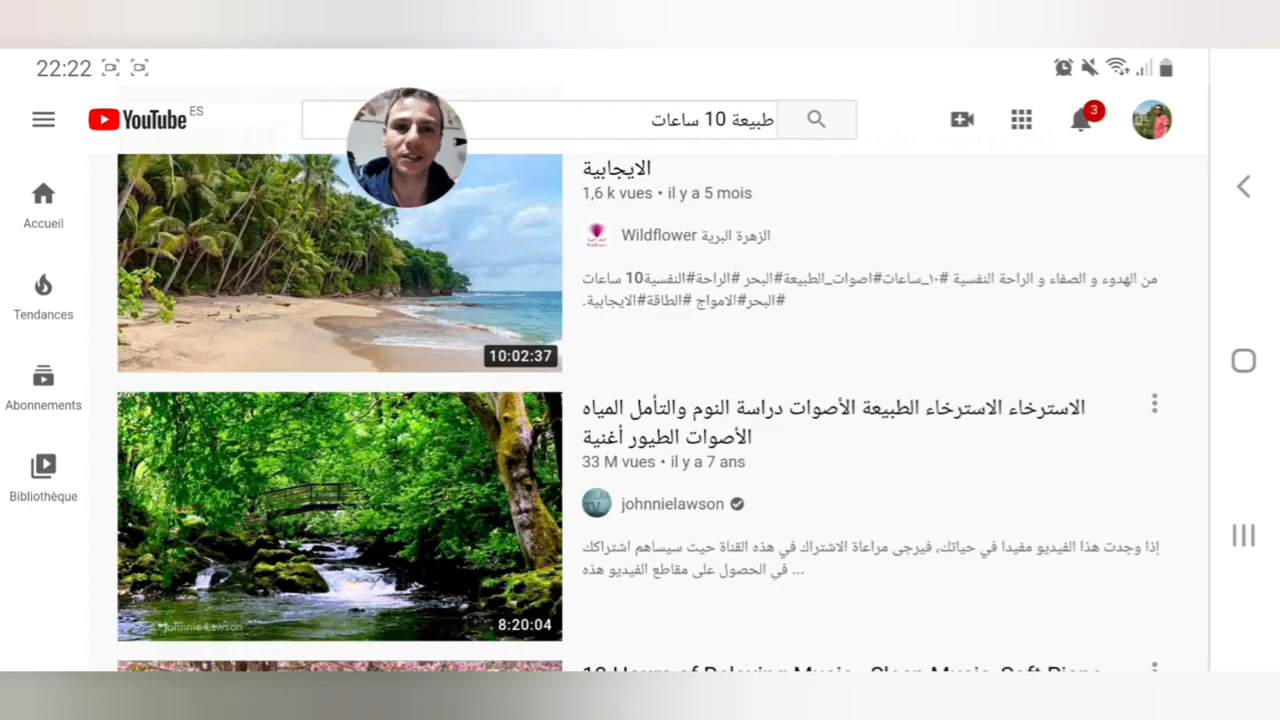 22:22
YouTube ES
طبيعة 10 ساعات
3
الايجابية
1,6 k vues • il y a 5 mois
Wildflower الزهرة البرية
من الهدوء و الصفاء و الراحة النفسية #١٠_ساعات#اصوات_الطبيعة#البحر #الراحة#النفسية10 ساعات
#البحر#الامواج #الطاقة#الايجابية.
10:02:37
Accueil
Tendances
Abonnements
Bibliothèque
الاسترخاء الاسترخاء الطبيعة الأصوات دراسة النوم والتأمل المياه
الأصوات الطيور أغنية
33 M vues • il y a 7 ans
johnnielawson
إذا وجدت هذا الفيديو مفيدا في حياتك، فيرجى مراعاة الاشتراك في هذه القناة حيث سيساهم اشتراكك
في الحصول على مقاطع الفيديو هذه ...
Johnnie Lawson
8:20:04
10 Hours of Relaxing Music - Sleep Music, Soft Piano